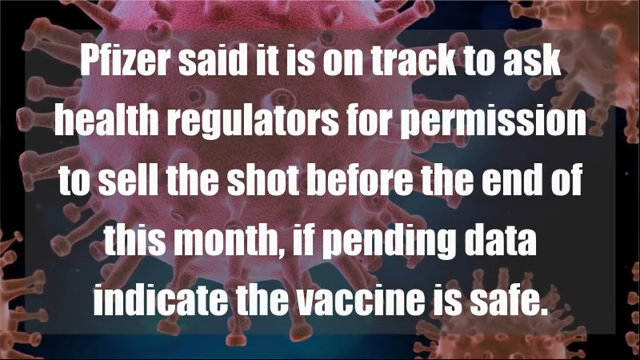 Pfizer said it is on track to ask
health regulators for permission
to sell the shot before the end of
this month, if pending data
indicate the vaccine is safe.